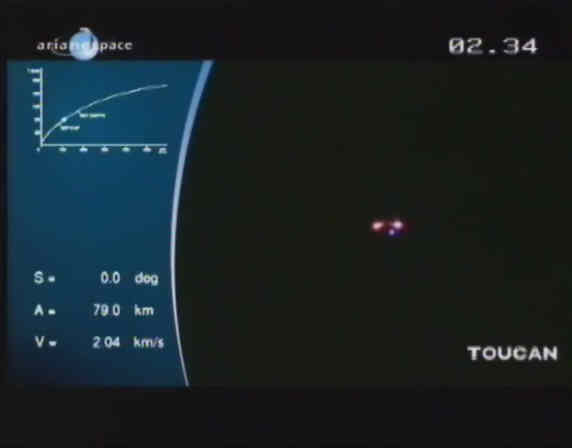 arianespace
02.34
S = 0.0 deg
A = 79.0 km
V = 2.04 km/s
TOUCAN